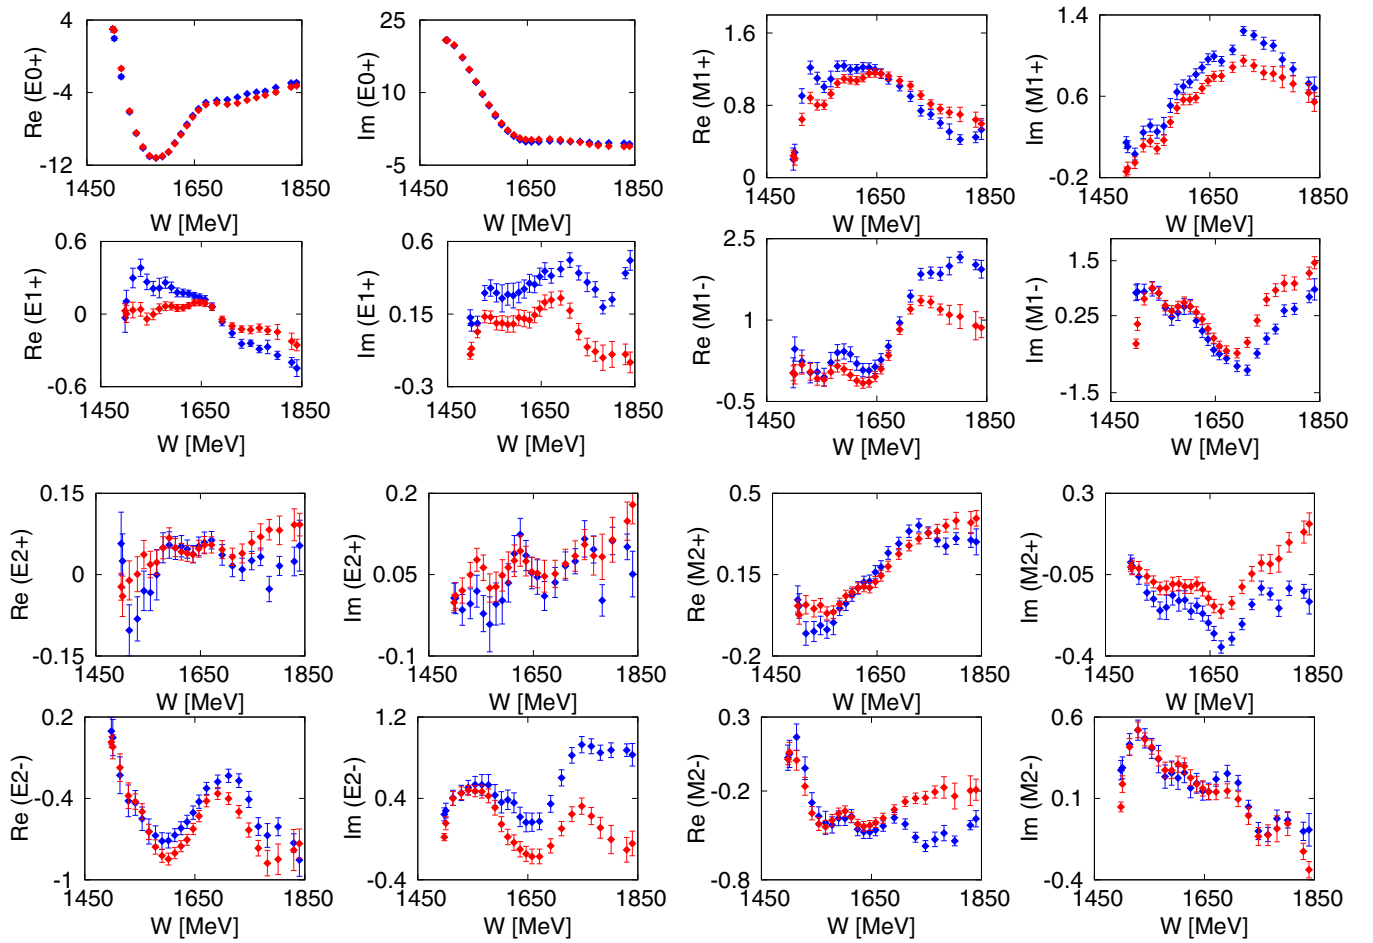 4
-4
-12
1450 1650 1850
W [MeV]
Re (E0+)
25
10
-5
1450 1650 1850
W [MeV]
Im (E0+)
1.6
0.8
0
1450 1650 1850
W [MeV]
Re (M1+)
1.4
0.6
-0.2
1450 1650 1850
W [MeV]
Im (M1+)
0.6
0
-0.6
1450 1650 1850
W [MeV]
Re (E1+)
0.6
0.15
-0.3
1450 1650 1850
W [MeV]
Im (E1+)
2.5
1
-0.5
1450 1650 1850
W [MeV]
Re (M1-)
1.5
0.25
-1.5
1450 1650 1850
W [MeV]
Im (M1-)
0.15
0
-0.15
1450 1650 1850
W [MeV]
Re (E2+)
0.2
0.05
-0.1
1450 1650 1850
W [MeV]
Im (E2+)
0.5
0.15
-0.2
1450 1650 1850
W [MeV]
Re (M2+)
0.3
-0.05
-0.4
1450 1650 1850
W [MeV]
Im (M2+)
0.2
-0.4
-1
1450 1650 1850
W [MeV]
Re (E2-)
1.2
0.4
-0.4
1450 1650 1850
W [MeV]
Im (E2-)
0.3
-0.2
-0.8
1450 1650 1850
W [MeV]
Re (M2-)
0.6
0.1
-0.4
1450 1650 1850
W [MeV]
Im (M2-)